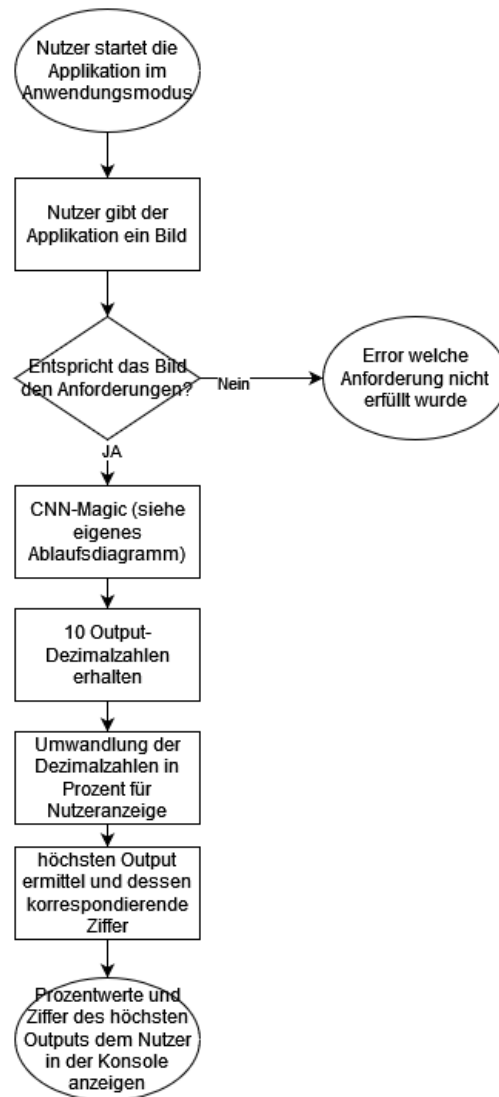 Nutzer startet die
Applikation im
Anwendungsmodus
Nutzer gibt der
Applikation ein Bild
Entspricht das Bild
den Anforderungen?
Nein
Error welche
Anforderung nicht
erfüllt wurde
JA
CNN-Magic (siehe
eigenes
Ablaufsdiagramm)
10 Output-
Dezimalzahlen
erhalten
Umwandlung der
Dezimalzahlen in
Prozent für
Nutzeranzeige
höchsten Output
ermittel und dessen
korrespondierende
Ziffer
Prozentwerte und
Ziffer des höchsten
Outputs dem Nutzer
in der Konsole
anzeigen